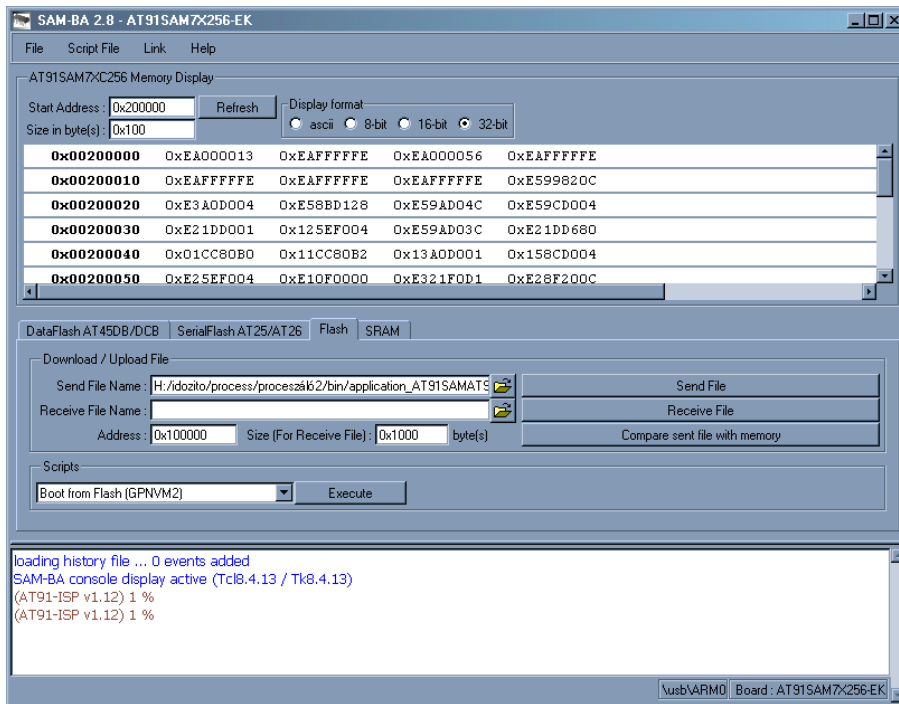 SAM-BA 2.8 - AT91SAM7X256-EK
File Script File Link Help
AT91SAM7XC256 Memory Display
Start Address : 0x200000 Refresh
Size in byte(s) : 0x100
Display format
ascii 8-bit 16-bit 32-bit
0x00200000 0xEA000013 0xEAFFFFFE 0xEA000056 0xEAFFFFFE
0x00200010 0xEAFFFFFE 0xEAFFFFFE 0xEAFFFFFE 0xE599820C
0x00200020 0xE3A0D004 0xE58BD128 0xE59AD04C 0xE59CD004
0x00200030 0xE21DD001 0x125EF004 0xE59AD03C 0xE21DD680
0x00200040 0x01CC80B0 0x11CC80B2 0x13A0D001 0x158CD004
0x00200050 0xE25EF004 0xE10F0000 0xE321F0D1 0xE28F200C
DataFlash AT45DB/DCB SerialFlash AT25/AT26 Flash SRAM
Download / Upload File
Send File Name : H:/idozito/process/proceszáló2/bin/application_AT91SAMAT9 Send File
Receive File Name : Receive File
Address : 0x100000 Size (For Receive File) : 0x1000 byte(s) Compare sent file with memory
Scripts
Boot from Flash (GPNVM2) Execute
loading history file ... 0 events added
SAM-BA console display active (Tcl8.4.13 / Tk8.4.13)
(AT91-ISP v1.12) 1 %
(AT91-ISP v1.12) 1 %
\usb\ARM0 Board : AT91SAM7X256-EK